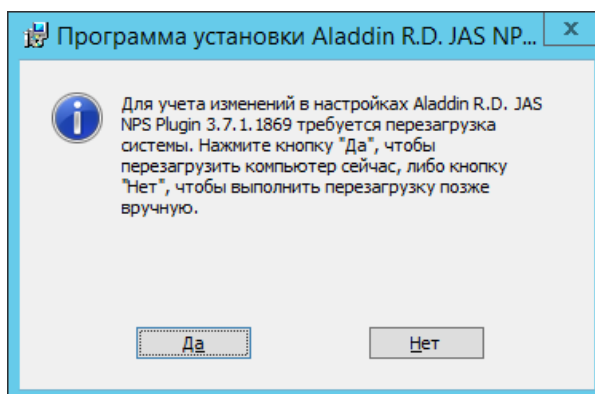 Программа установки Aladdin R.D. JAS NP...
Для учета изменений в настройках Aladdin R.D. JAS
NPS Plugin 3.7.1.1869 требуется перезагрузка
системы. Нажмите кнопку "Да", чтобы
перезагрузить компьютер сейчас, либо кнопку
"Нет", чтобы выполнить перезагрузку позже
вручную.
Да
Нет